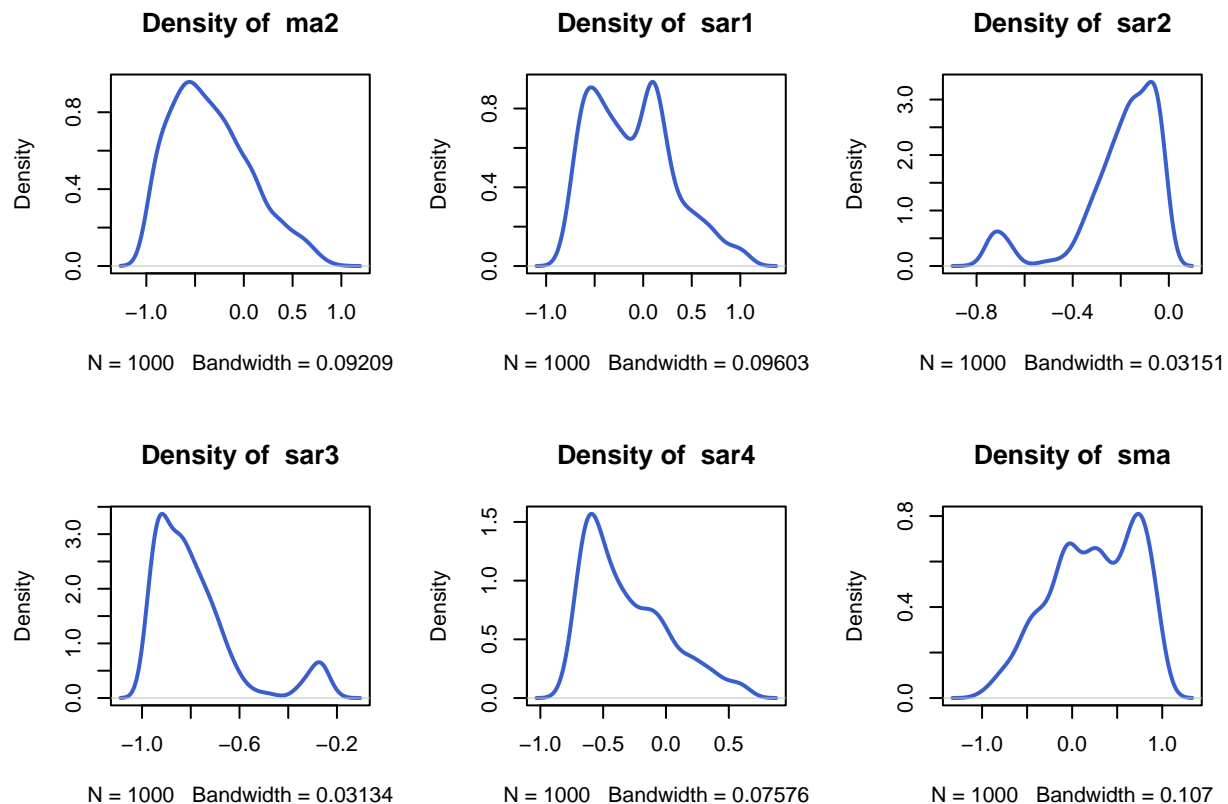 Density of  ma2
Density
0.0 0.4 0.8
−1.0 0.0 0.5 1.0
N = 1000   Bandwidth = 0.09209
Density of  sar1
Density
0.0 0.4 0.8
−1.0 0.0 0.5 1.0
N = 1000   Bandwidth = 0.09603
Density of  sar2
Density
0.0 1.0 2.0 3.0
−0.8 −0.4 0.0
N = 1000   Bandwidth = 0.03151
Density of  sar3
Density
0.0 1.0 2.0 3.0
−1.0 −0.6 −0.2
N = 1000   Bandwidth = 0.03134
Density of  sar4
Density
0.0 0.5 1.0 1.5
−1.0 −0.5 0.0 0.5
N = 1000   Bandwidth = 0.07576
Density of  sma
Density
0.0 0.4 0.8
−1.0 0.0 1.0
N = 1000   Bandwidth = 0.107